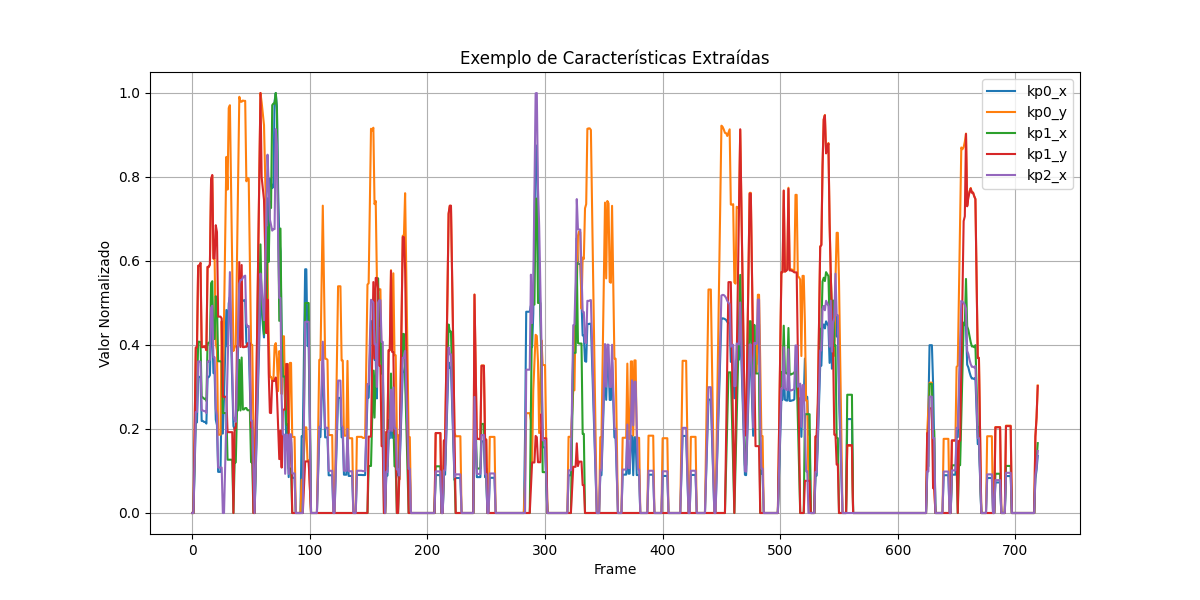 Exemplo de Características Extraídas
Valor Normalizado
1.0
0.8
0.6
0.4
0.2
0.0
kp0_x
kp0_y
kp1_x
kp1_y
kp2_x
0 100 200 300 400 500 600 700
Frame